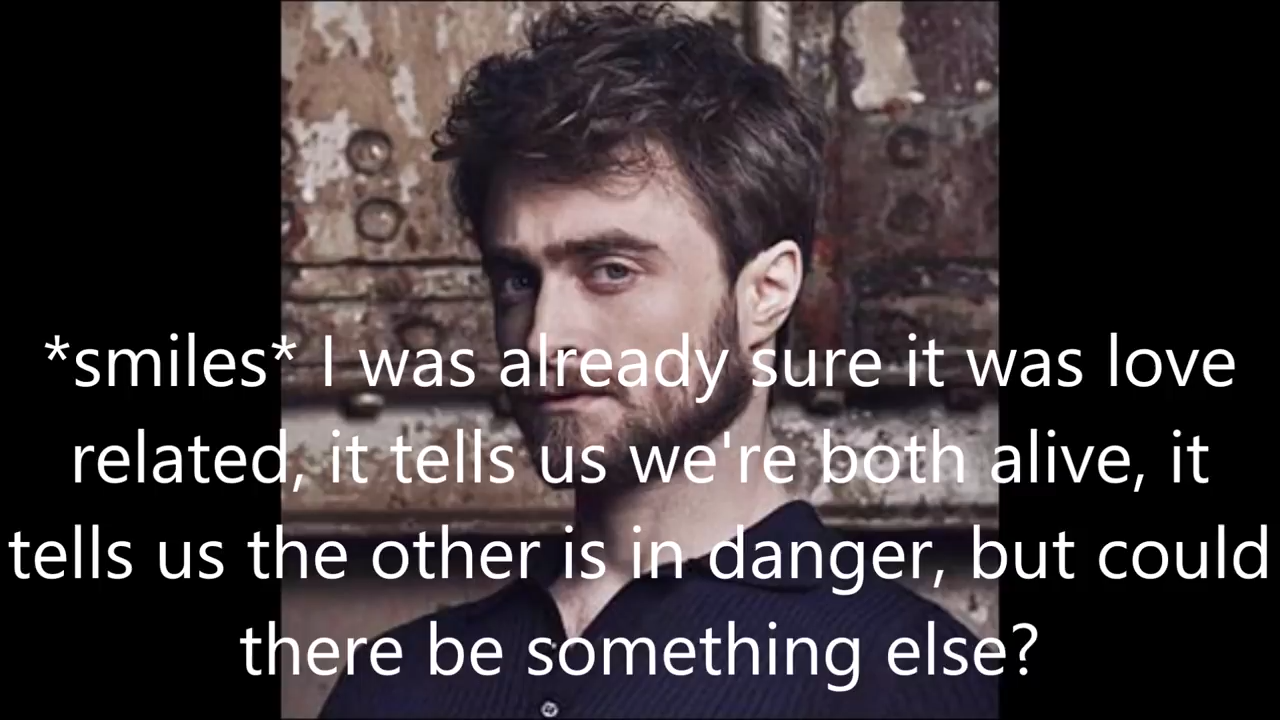 *smiles* I was already sure it was love
related, it tells us we're both alive, it
tells us the other is in danger, but could
there be something else?